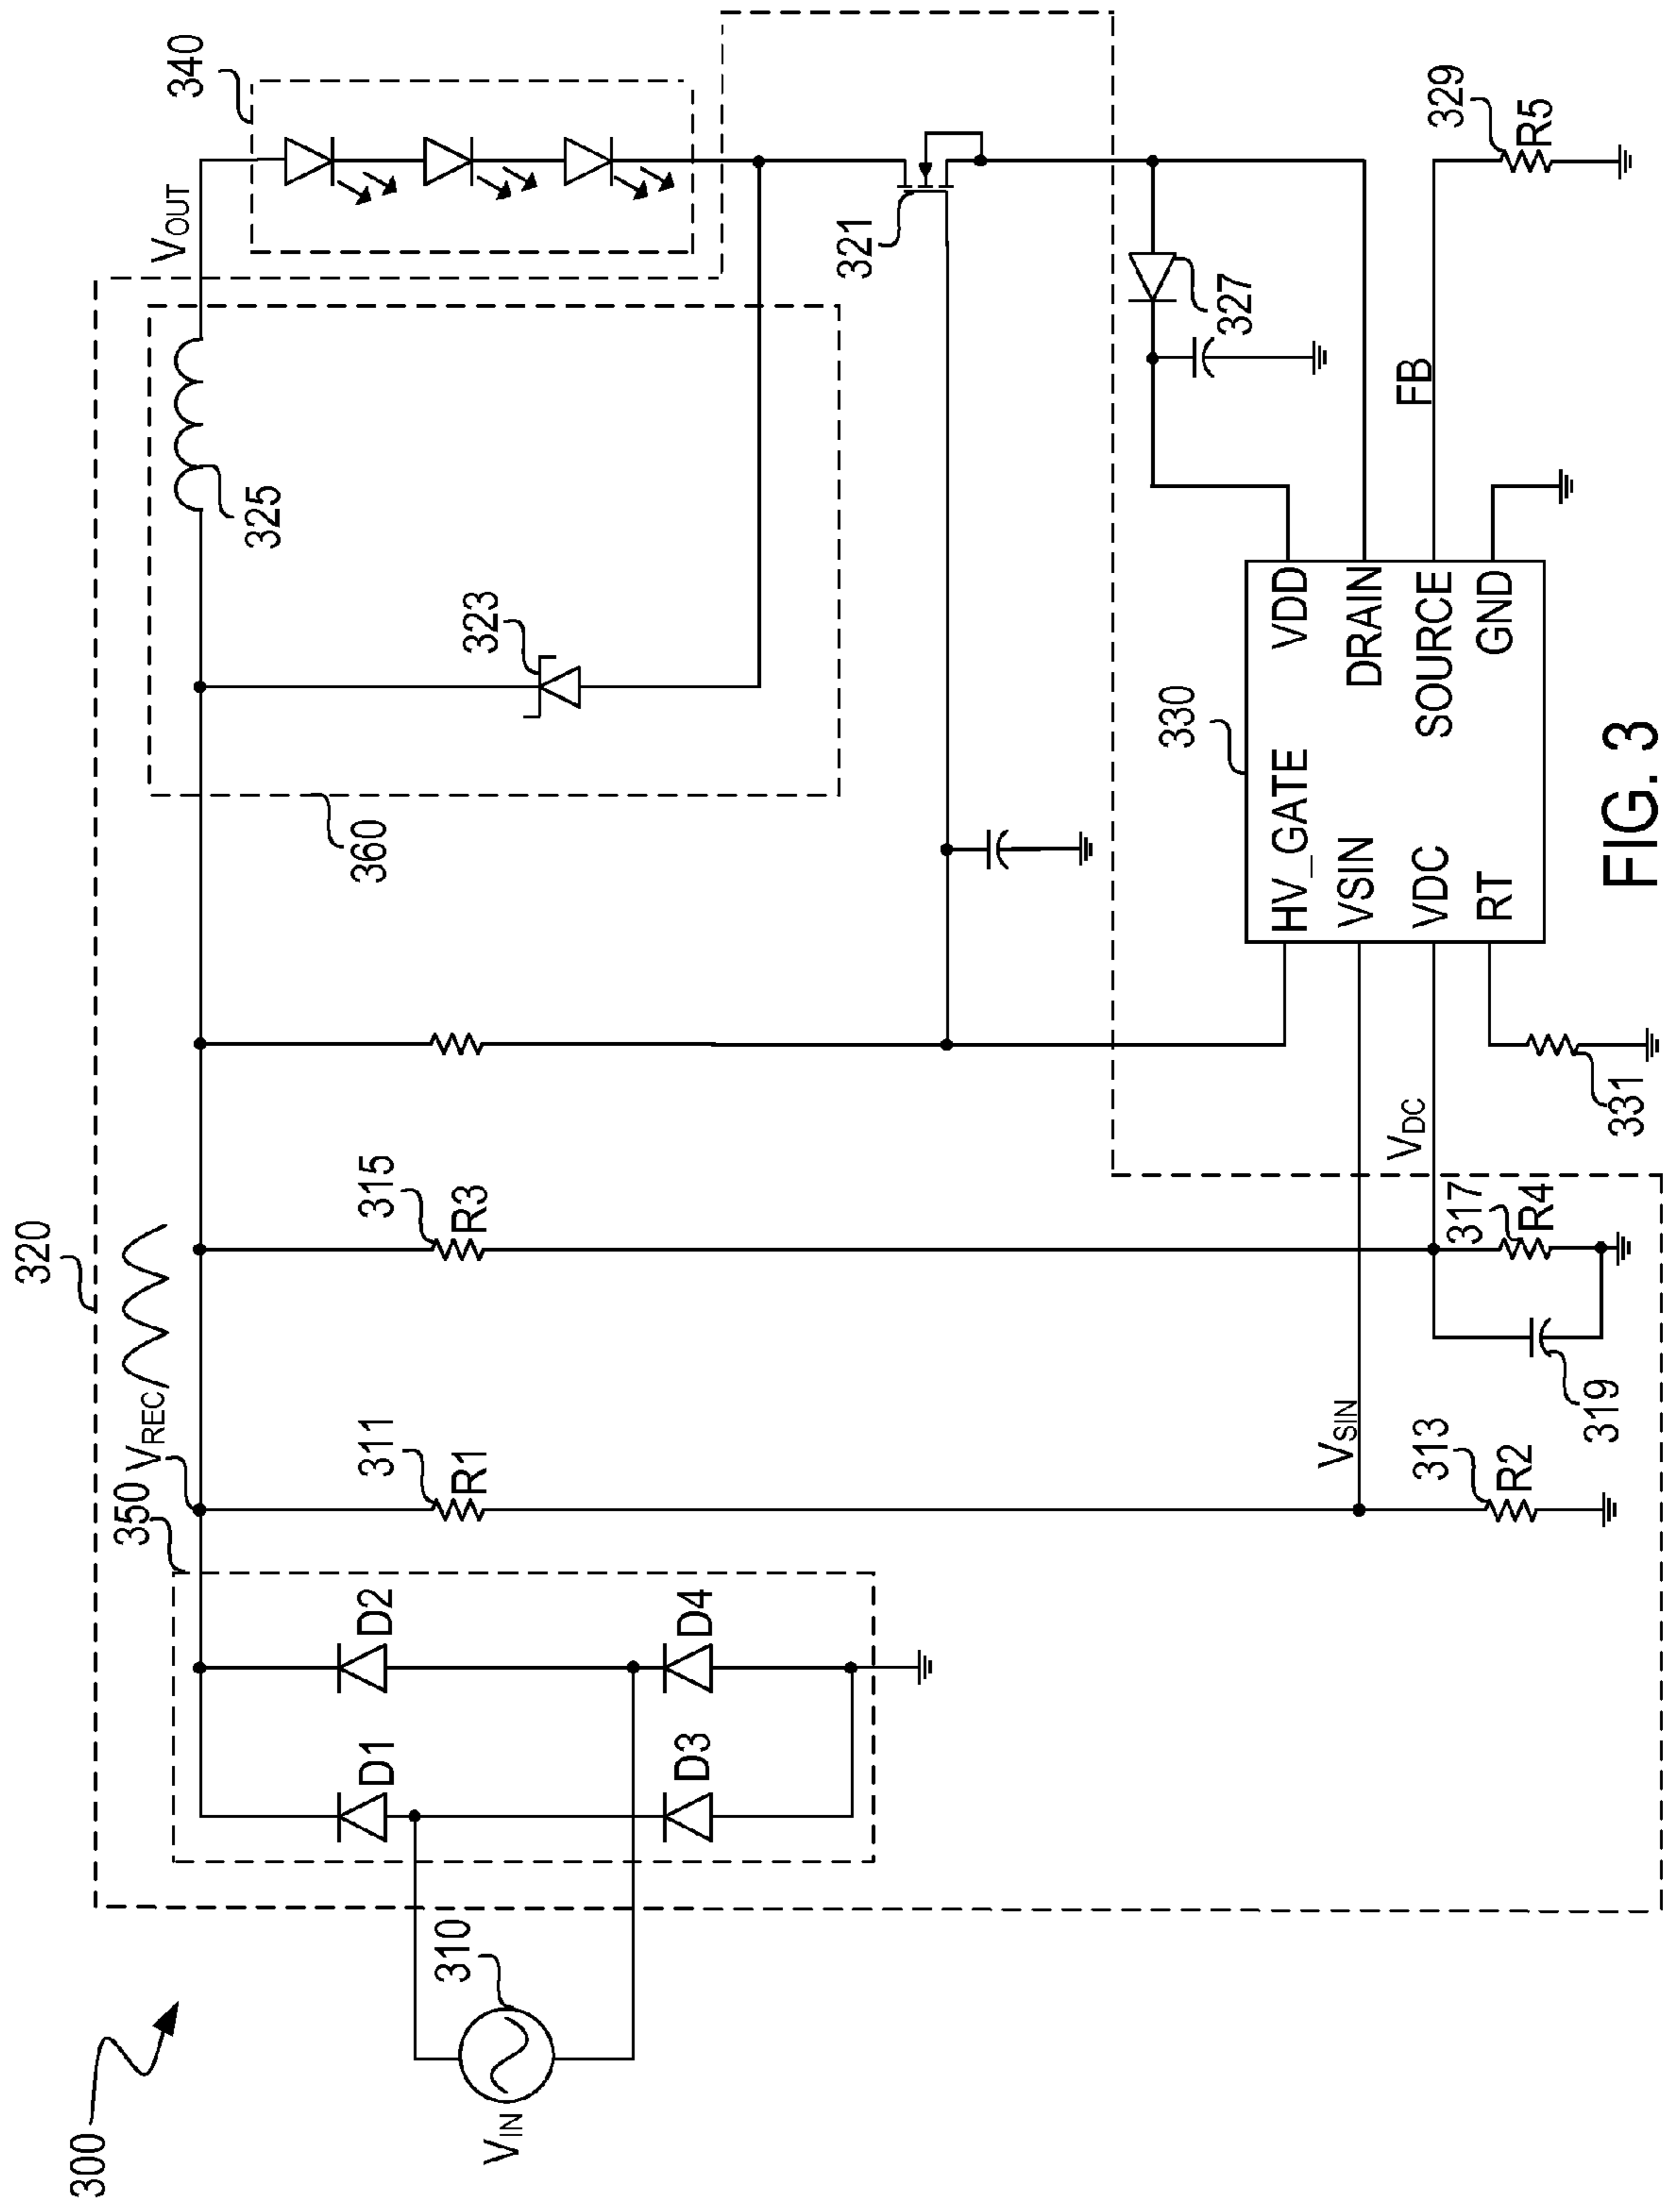 300
320
V_REC
350
V_OUT
340
325
323
360
D1
D2
D3
D4
310
V_IN
311
R1
315
R3
321
327
V_SIN
313
R2
V_DC
317
R4
319
331
330
HV_GATE
VSIN
VDC
RT
VDD
DRAIN
SOURCE
GND
FB
329
R5
FIG. 3